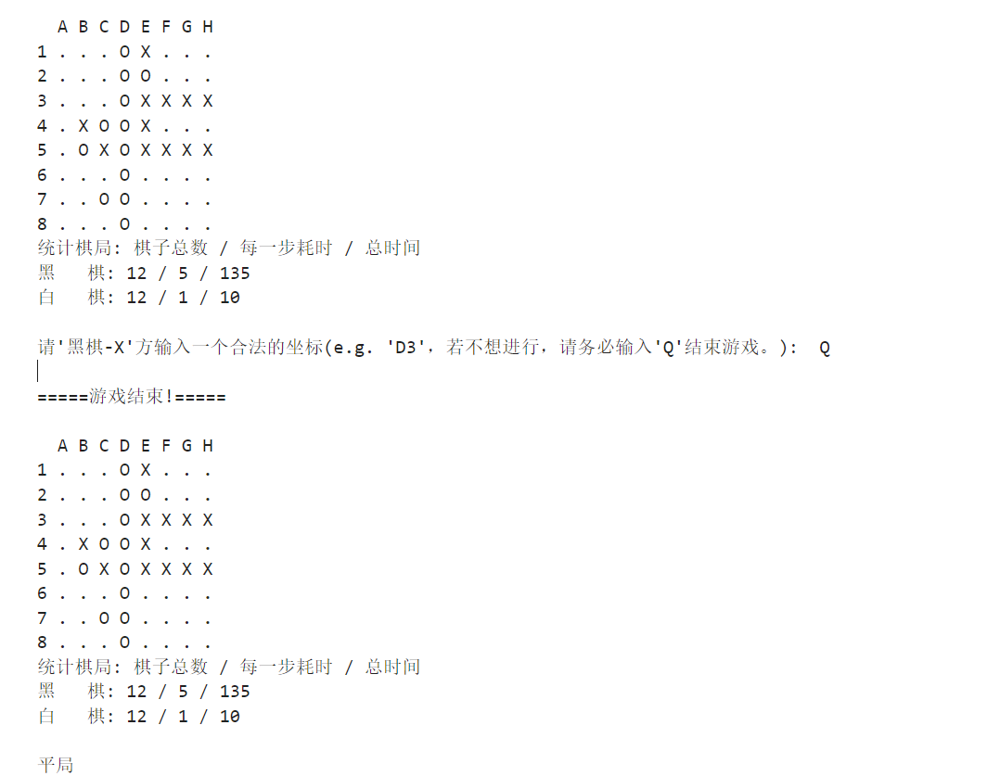 A B C D E F G H
1 . . . O X . . .
2 . . . O O . . .
3 . . . O X X X X
4 . X O O X . . .
5 . O X O X X X X
6 . . . O . . . .
7 . . O O . . . .
8 . . . O . . . .
统计棋局: 棋子总数 / 每一步耗时 / 总时间
黑   棋: 12 / 5 / 135
白   棋: 12 / 1 / 10
请'黑棋-X'方输入一个合法的坐标(e.g. 'D3'，若不想进行，请务必输入'Q'结束游戏。):  Q
=====游戏结束!=====
  A B C D E F G H
1 . . . O X . . .
2 . . . O O . . .
3 . . . O X X X X
4 . X O O X . . .
5 . O X O X X X X
6 . . . O . . . .
7 . . O O . . . .
8 . . . O . . . .
统计棋局: 棋子总数 / 每一步耗时 / 总时间
黑   棋: 12 / 5 / 135
白   棋: 12 / 1 / 10
平局